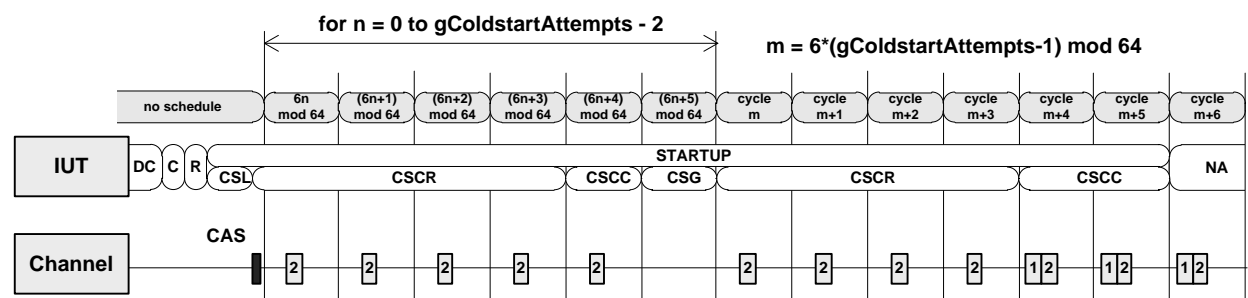 for n = 0 to gColdstartAttempts - 2
m = 6*(gColdstartAttempts-1) mod 64
no schedule
6n
mod 64
(6n+1)
mod 64
(6n+2)
mod 64
(6n+3)
mod 64
(6n+4)
mod 64
(6n+5)
mod 64
cycle
m
cycle
m+1
cycle
m+2
cycle
m+3
cycle
m+4
cycle
m+5
cycle
m+6
IUT
DC
C
R
STARTUP
CSL
CSCR
CSCC
CSG
CSCR
CSCC
NA
CAS
Channel
2
2
2
2
2
2
2
2
2
1 2
1 2
1 2